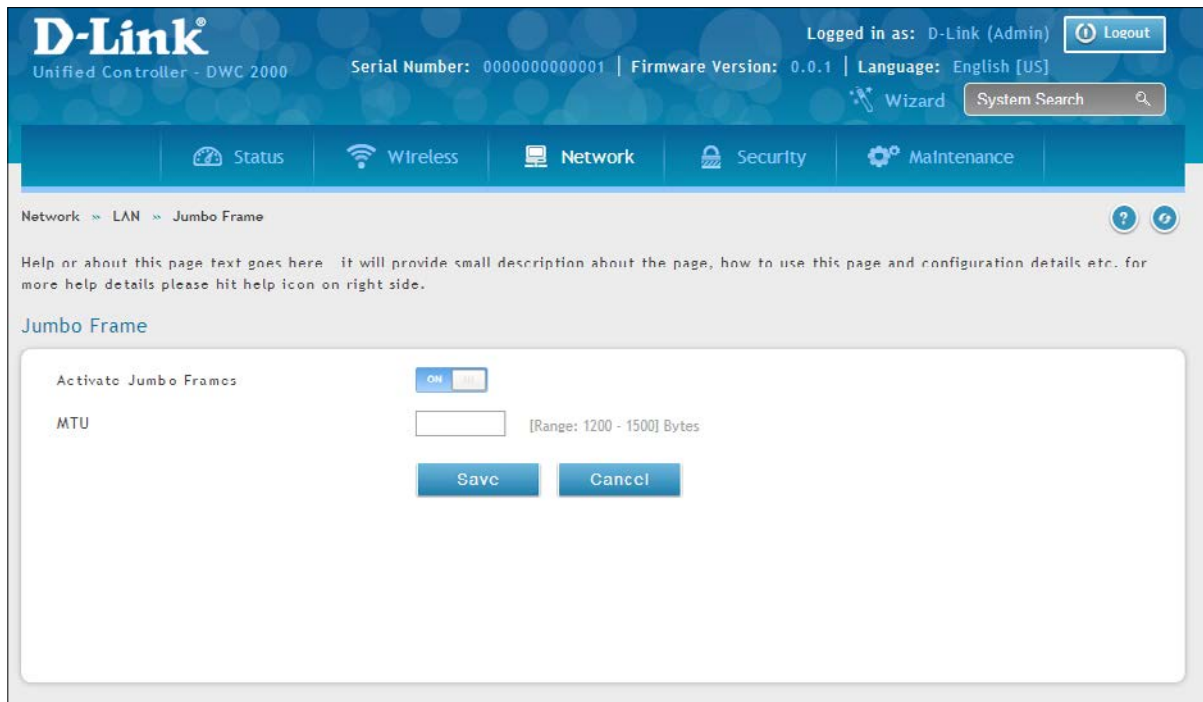 D-Link®
Unified Controller - DWC 2000
Logged in as: D-Link (Admin)
Logout
Serial Number: 0000000000001 | Firmware Version: 0.0.1 | Language: English [US]
Wizard
System Search
Status
Wireless
Network
Security
Maintenance
Network » LAN » Jumbo Frame
Help or about this page text goes here it will provide small description about the page, how to use this page and configuration details etc. for
more help details please hit help icon on right side.
Jumbo Frame
Activate Jumbo Frames
ON
MTU
[Range: 1200 - 1500] Bytes
Save
Cancel